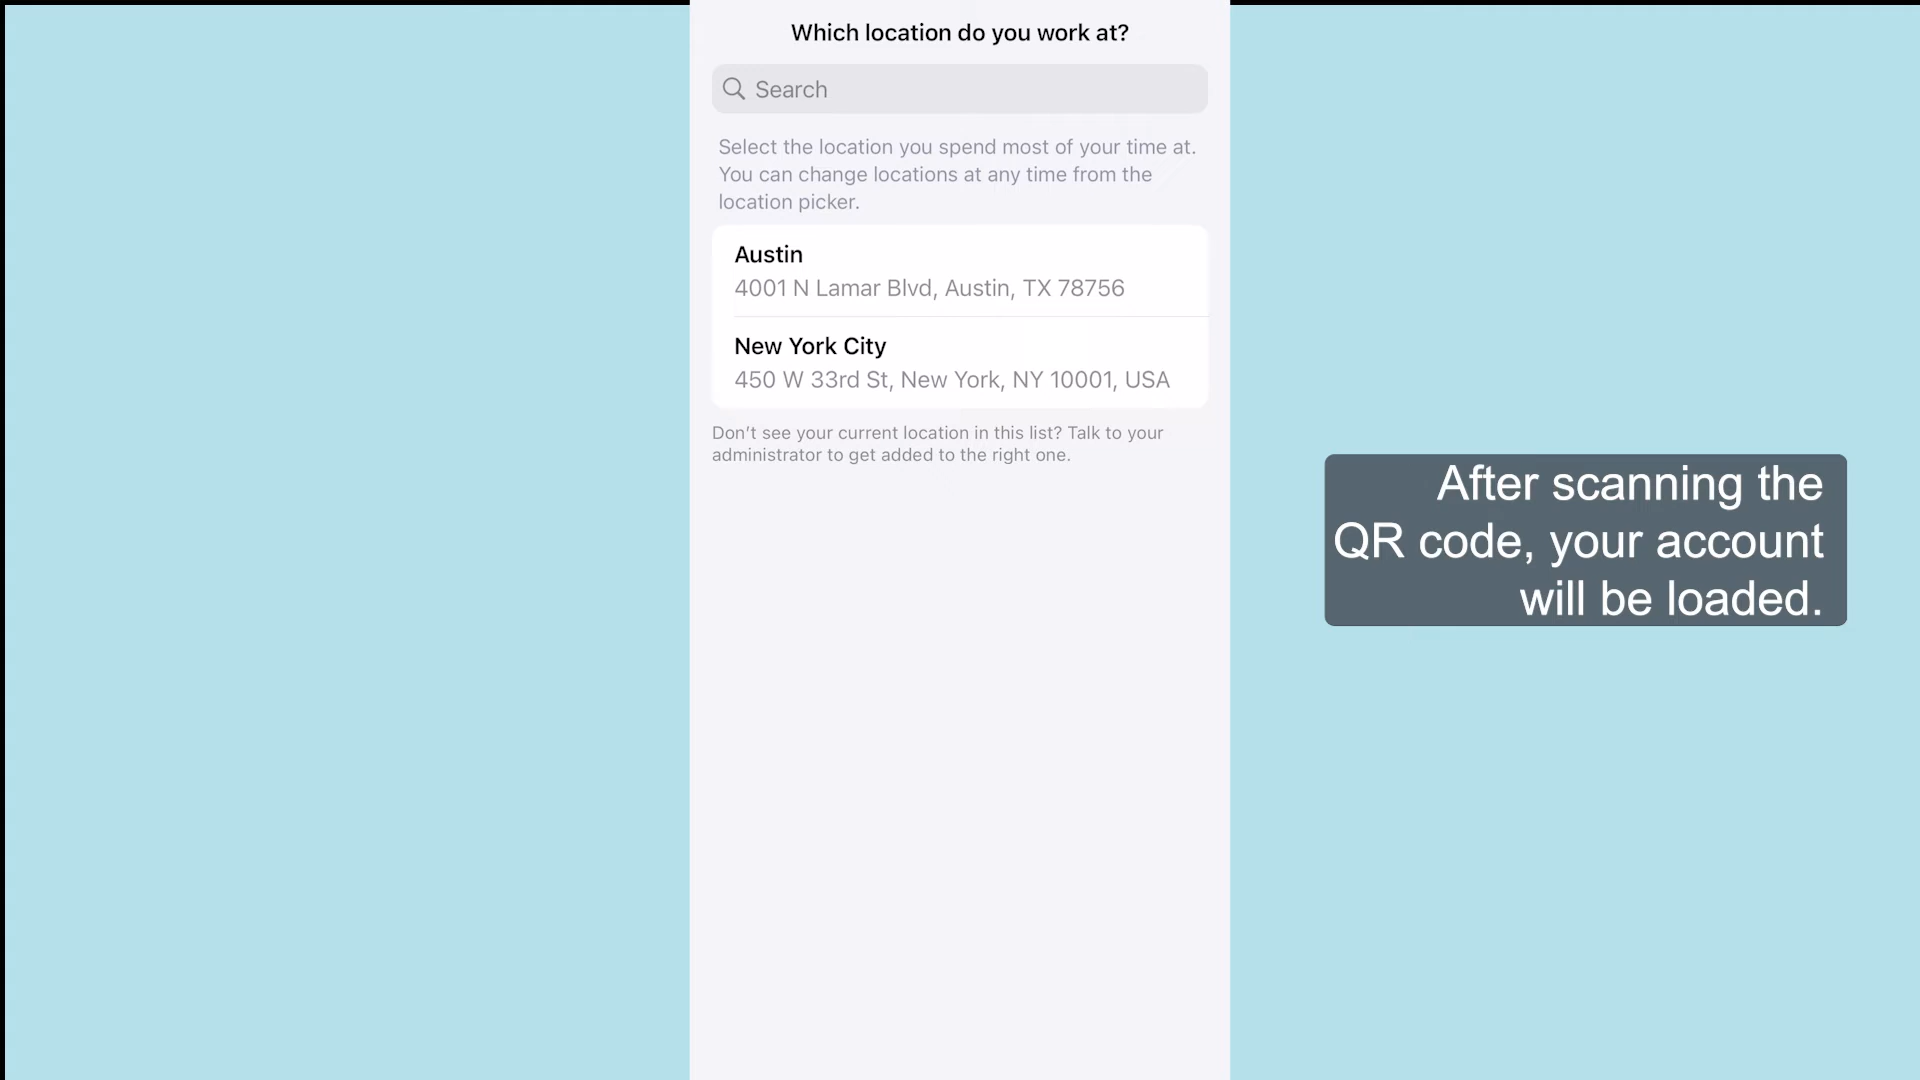 Which location do you work at?
Search
Select the location you spend most of your time at.
You can change locations at any time from the
location picker.
Austin
4001 N Lamar Blvd, Austin, TX 78756
New York City
450 W 33rd St, New York, NY 10001, USA
Don’t see your current location in this list? Talk to your
administrator to get added to the right one.
After scanning the
QR code, your account
will be loaded.